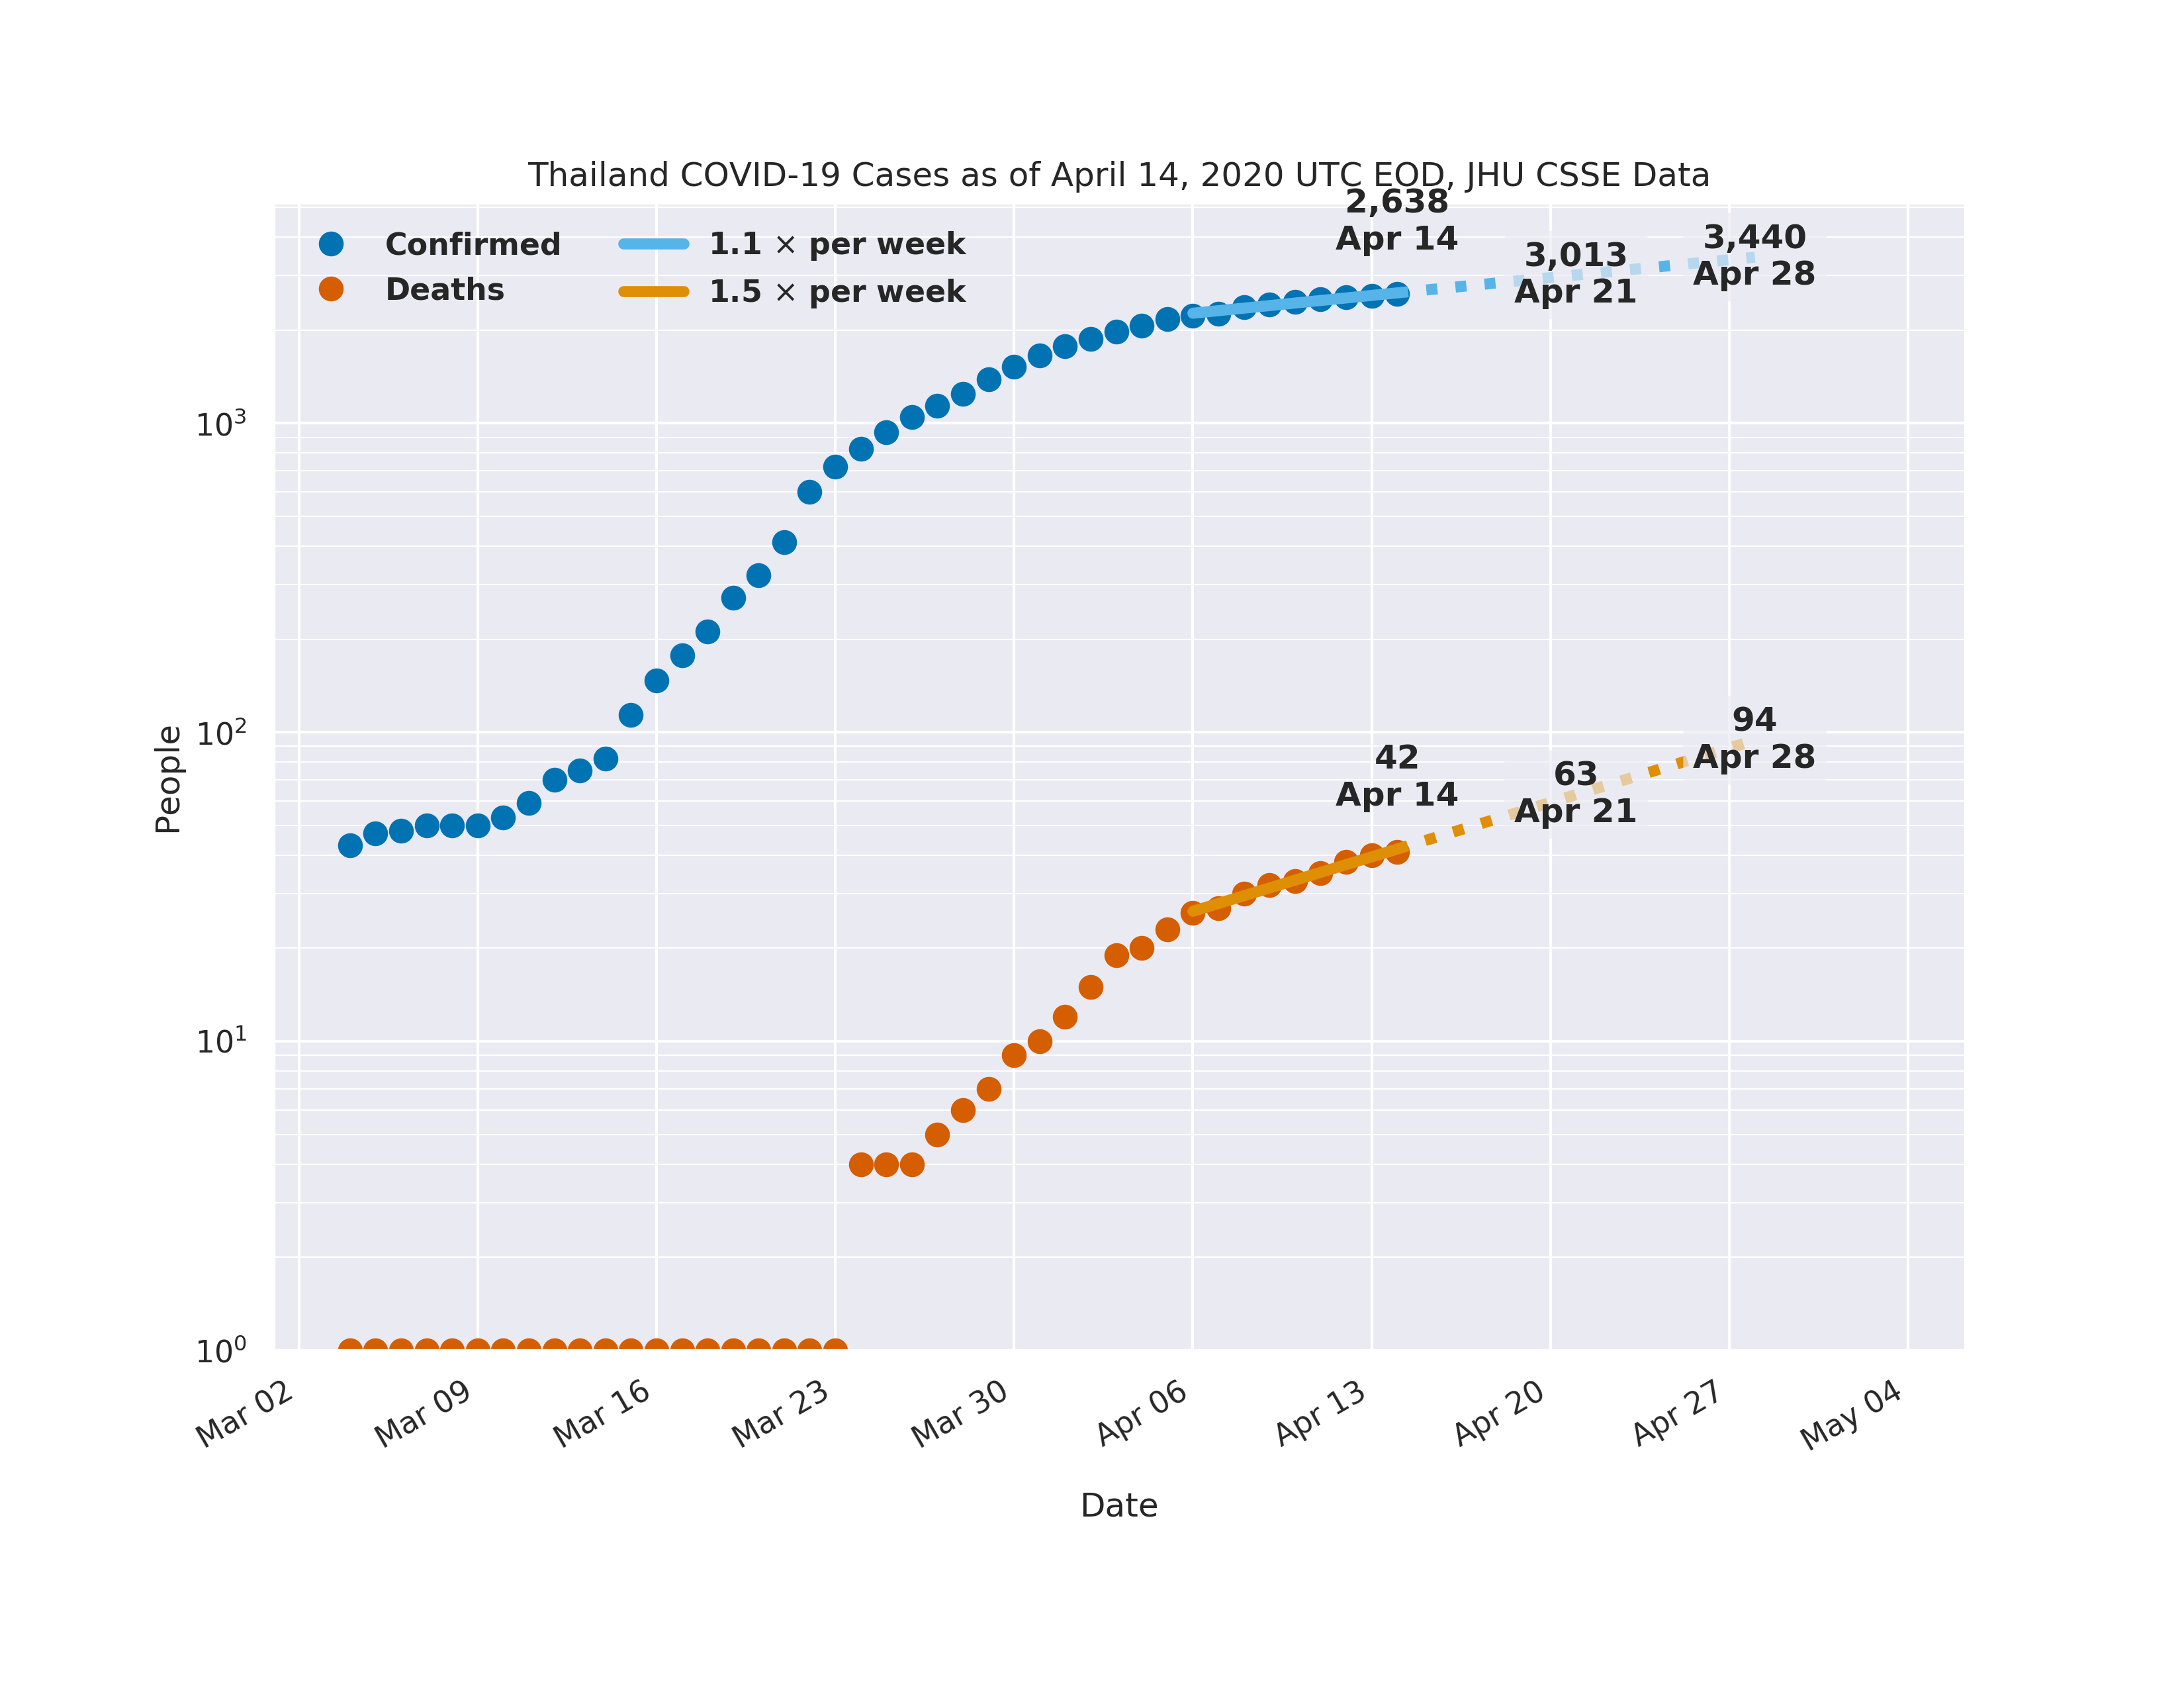 Thailand COVID-19 Cases as of April 14, 2020 UTC EOD, JHU CSSE Data
Confirmed
Deaths
1.1 × per week
1.5 × per week
2,638
Apr 14
3,013
Apr 21
3,440
Apr 28
42
Apr 14
63
Apr 21
94
Apr 28
People
10³
10²
10¹
10⁰
Mar 02
Mar 09
Mar 16
Mar 23
Mar 30
Apr 06
Apr 13
Apr 20
Apr 27
May 04
Date